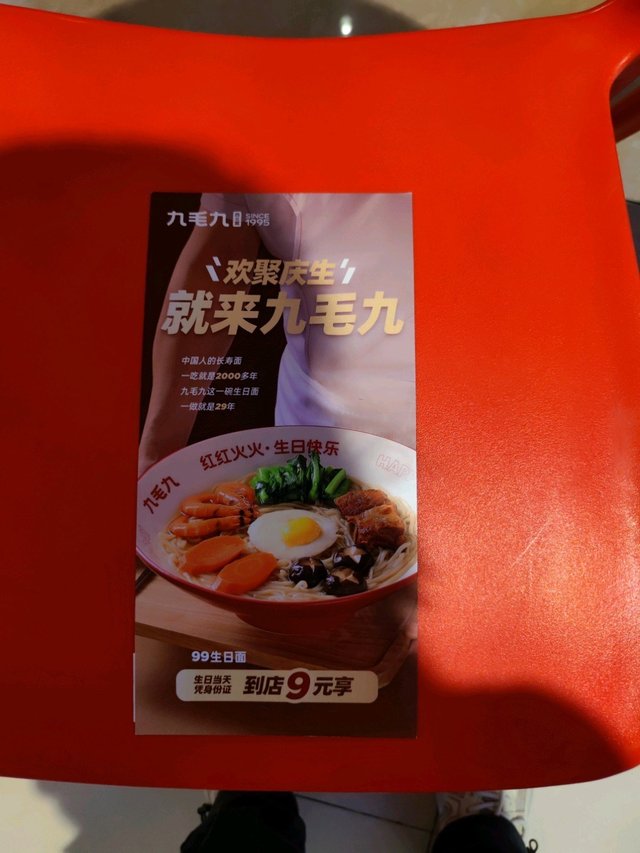 九毛九 SINCE 1995
欢聚庆生
就来九毛九
中国人的长寿面
一吃就是2000多年
九毛九这一碗生日面
一做就是29年
九毛九 红红火火·生日快乐 HAP
99生日面
生日当天
凭身份证
到店9元享